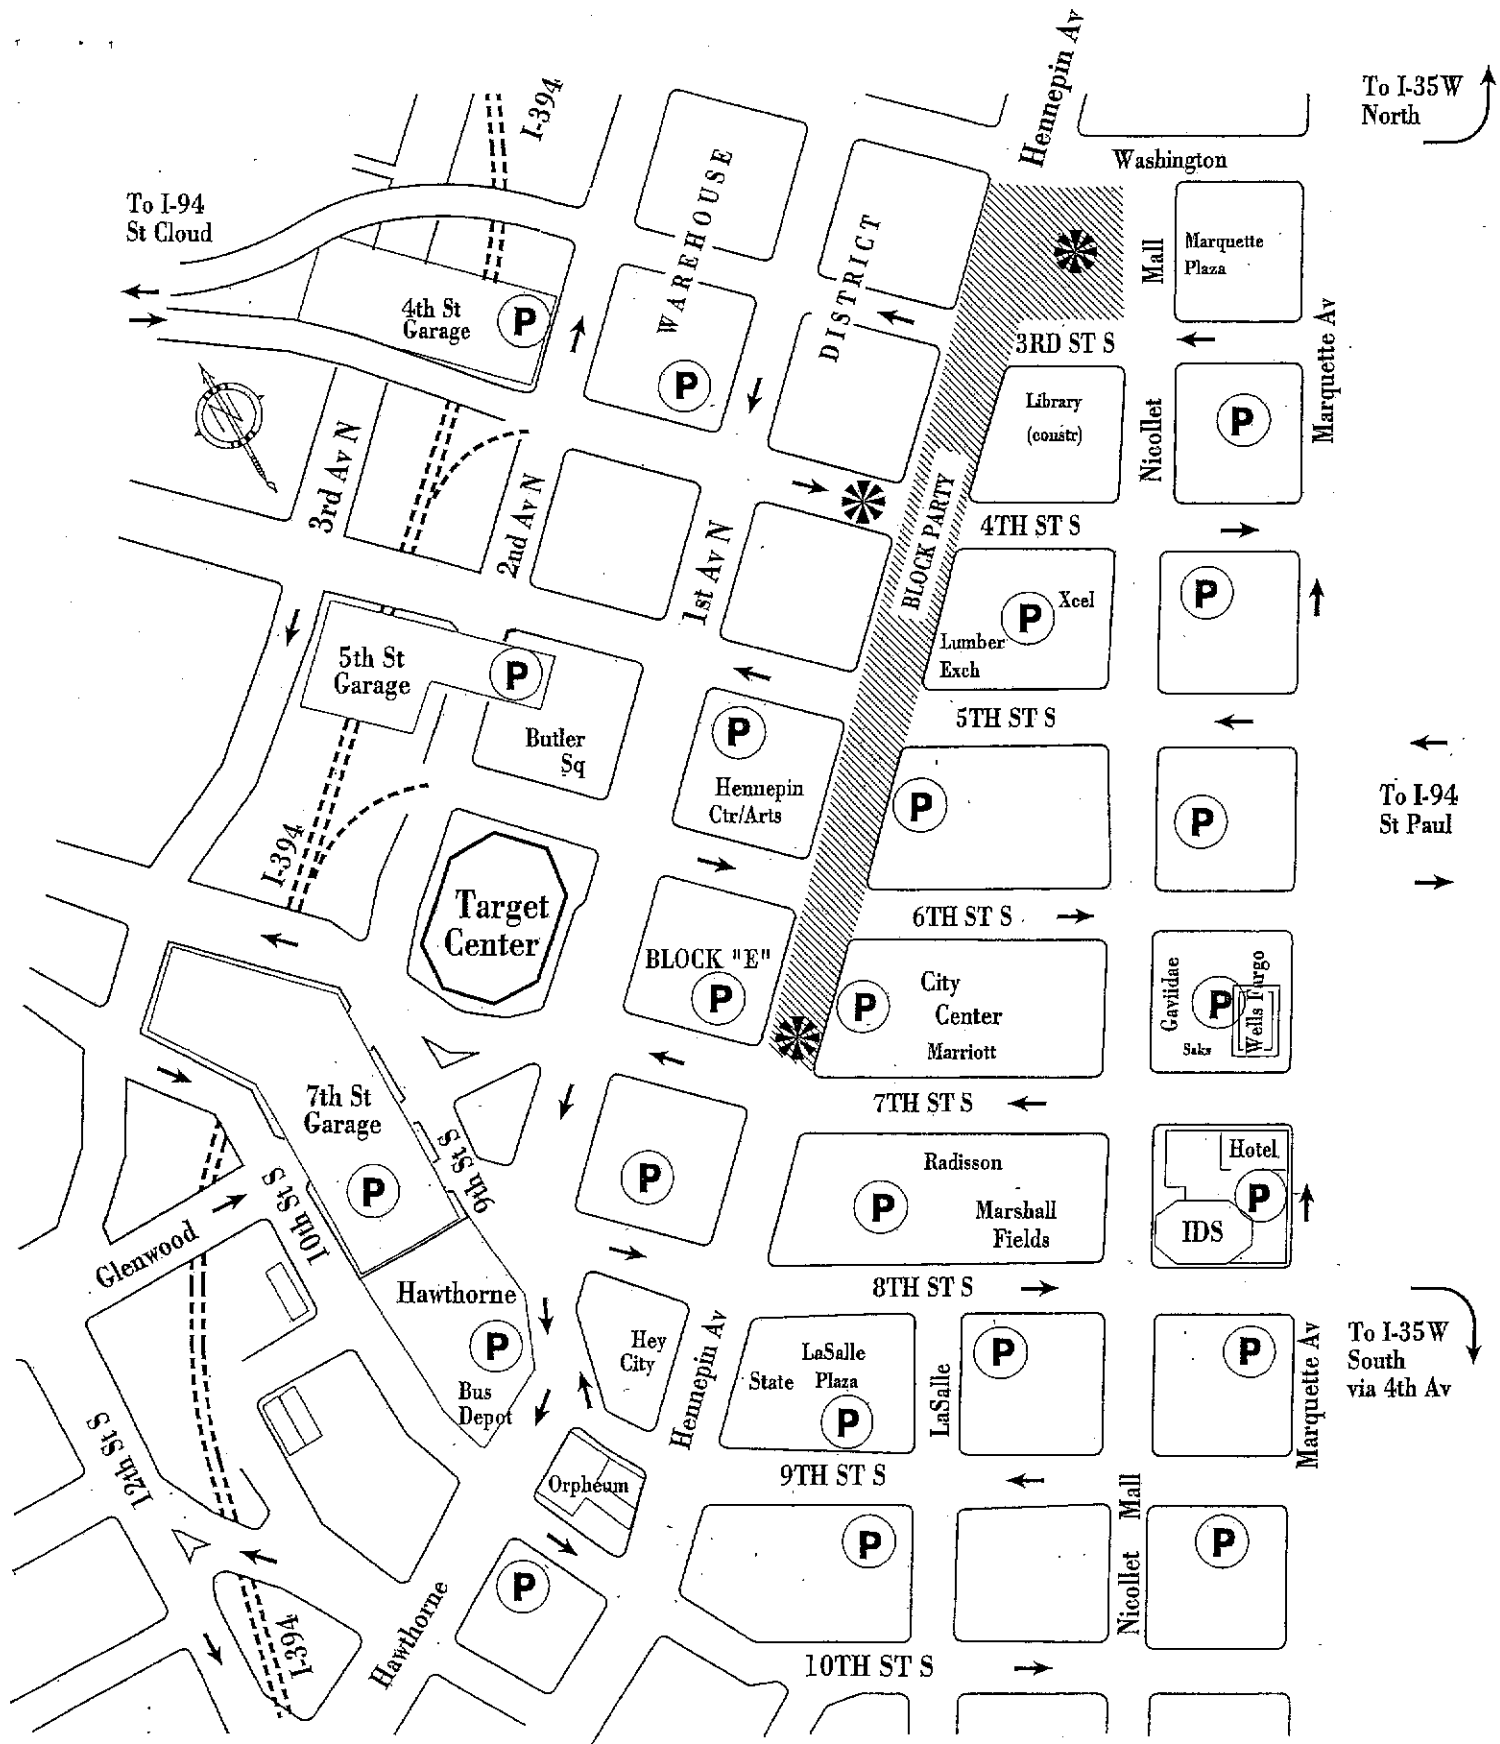 Hennepin Av
To I-35W
North
I-394
Washington
WAREHOUSE
DISTRICT
To I-94
St Cloud
Mall
Marquette
Plaza
4th St
Garage
P
3RD ST S
Marquette Av
P
Library
(constr)
P
Nicollet
N
3rd Av N
2nd Av N
1st Av N
BLOCK PARTY
4TH ST S
P
Xcel
P
Lumber
Exch
5th St
Garage
P
Butler
Sq
5TH ST S
P
Hennepin
Ctr/Arts
P
P
To I-94
St Paul
I-394
Target
Center
6TH ST S
BLOCK "E"
P
P
City
Center
Marriott
Gaviidae
P
Wells Fargo
Saks
7th St
Garage
P
7TH ST S
9th St S
P
Radisson
P
Marshall
Fields
Hotel
P
IDS
10th St S
Glenwood
8TH ST S
Hawthorne
P
Bus
Depot
Hey
City
Hennepin Av
LaSalle
State Plaza
P
LaSalle
P
P
Marquette Av
To I-35W
South
via 4th Av
12th St S
Orpheum
9TH ST S
Nicollet Mall
P
P
P
I-394
Hawthorne
10TH ST S